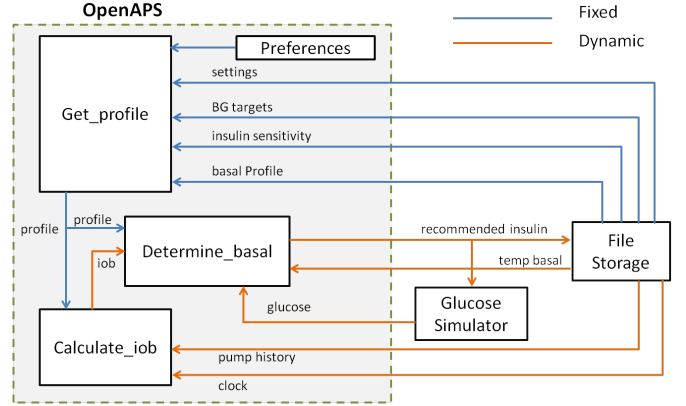 OpenAPS
Fixed
Dynamic
Preferences
settings
Get_profile
BG targets
insulin sensitivity
basal Profile
profile
profile
iob
Determine_basal
recommended insulin
temp basal
File
Storage
glucose
Glucose
Simulator
Calculate_iob
pump history
clock